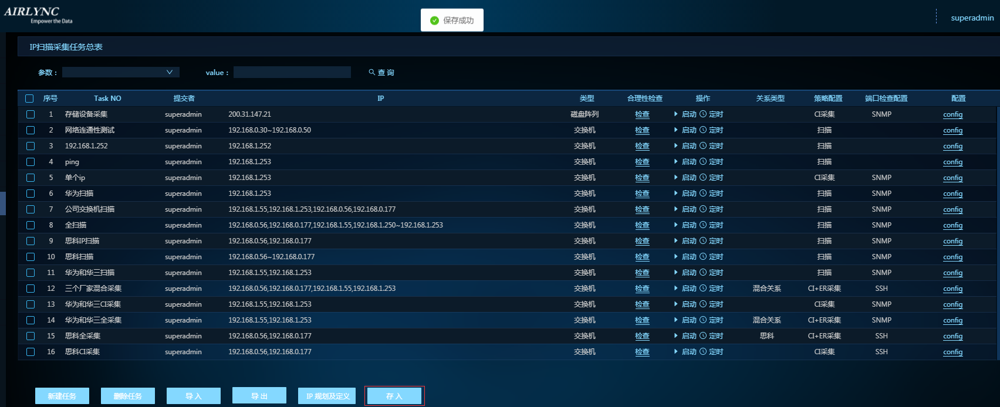 AIRLYNC
Empower the Data
保存成功
superadmin
IP扫描采集任务总表
参数： value： 查 询
序号 Task NO 提交者 IP 类型 合理性检查 操作 关系类型 策略配置 端口检查配置 配置
1 存储设备采集 superadmin 200.31.147.21 磁盘阵列 检查 启动 定时 CI采集 SNMP config
2 网络连通性测试 superadmin 192.168.0.30~192.168.0.50 交换机 检查 启动 定时 扫描 config
3 192.168.1.252 superadmin 192.168.1.252 交换机 检查 启动 定时 扫描 config
4 ping superadmin 192.168.1.253 交换机 检查 启动 定时 扫描 config
5 单个ip superadmin 192.168.1.253 交换机 检查 启动 定时 CI采集 SNMP config
6 华为扫描 superadmin 192.168.1.253 交换机 检查 启动 定时 扫描 SNMP config
7 公司交换机扫描 superadmin 192.168.1.55,192.168.1.253,192.168.0.56,192.168.0.177 交换机 检查 启动 定时 扫描 SNMP config
8 全扫描 superadmin 192.168.0.56,192.168.0.177,192.168.1.55,192.168.1.250~192.168.1.253 交换机 检查 启动 定时 扫描 SNMP config
9 思科IP扫描 superadmin 192.168.0.56,192.168.0.177 交换机 检查 启动 定时 扫描 SNMP config
10 思科扫描 superadmin 192.168.0.56~192.168.0.177 交换机 检查 启动 定时 扫描 SNMP config
11 华为和华三扫描 superadmin 192.168.1.55,192.168.1.253 交换机 检查 启动 定时 扫描 SNMP config
12 三个厂家混合采集 superadmin 192.168.0.56,192.168.0.177,192.168.1.55,192.168.1.253 交换机 检查 启动 定时 混合关系 CI+ER采集 SSH config
13 华为和华三CI采集 superadmin 192.168.1.55,192.168.1.253 交换机 检查 启动 定时 CI采集 SNMP config
14 华为和华三全采集 superadmin 192.168.1.55,192.168.1.253 交换机 检查 启动 定时 混合关系 CI+ER采集 SNMP config
15 思科全采集 superadmin 192.168.0.56,192.168.0.177 交换机 检查 启动 定时 思科 CI+ER采集 SSH config
16 思科CI采集 superadmin 192.168.0.56,192.168.0.177 交换机 检查 启动 定时 CI采集 SSH config
新建任务 删除任务 导 入 导 出 IP 规划及定义 存 入